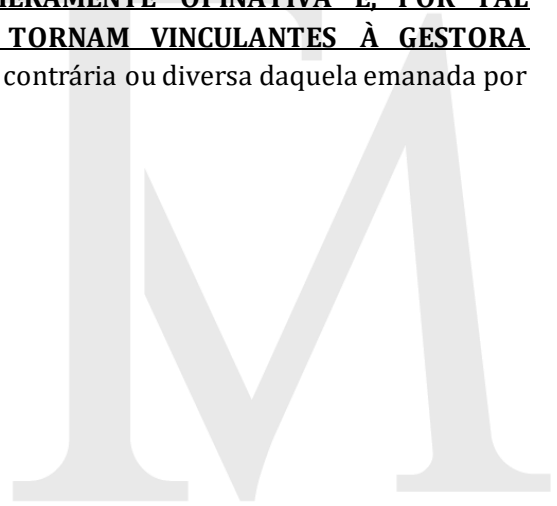 MERAMENTE OPINATIVA E, POR TAL
TORNAM VINCULANTES À GESTORA
contrária ou diversa daquela emanada por